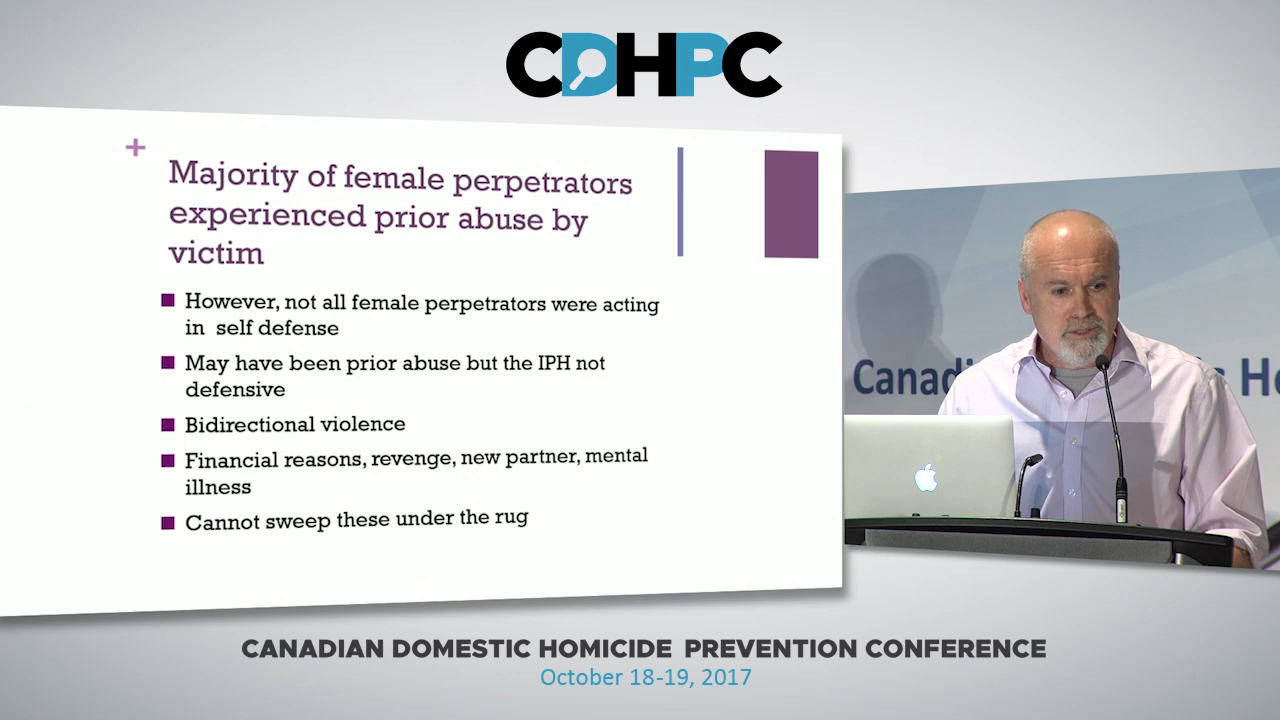 CDHPC
+
Majority of female perpetrators
experienced prior abuse by
victim
However, not all female perpetrators were acting
in self defense
May have been prior abuse but the IPH not
defensive
Bidirectional violence
Financial reasons, revenge, new partner, mental
illness
Cannot sweep these under the rug
Canad
He
CANADIAN DOMESTIC HOMICIDE PREVENTION CONFERENCE
October 18-19, 2017